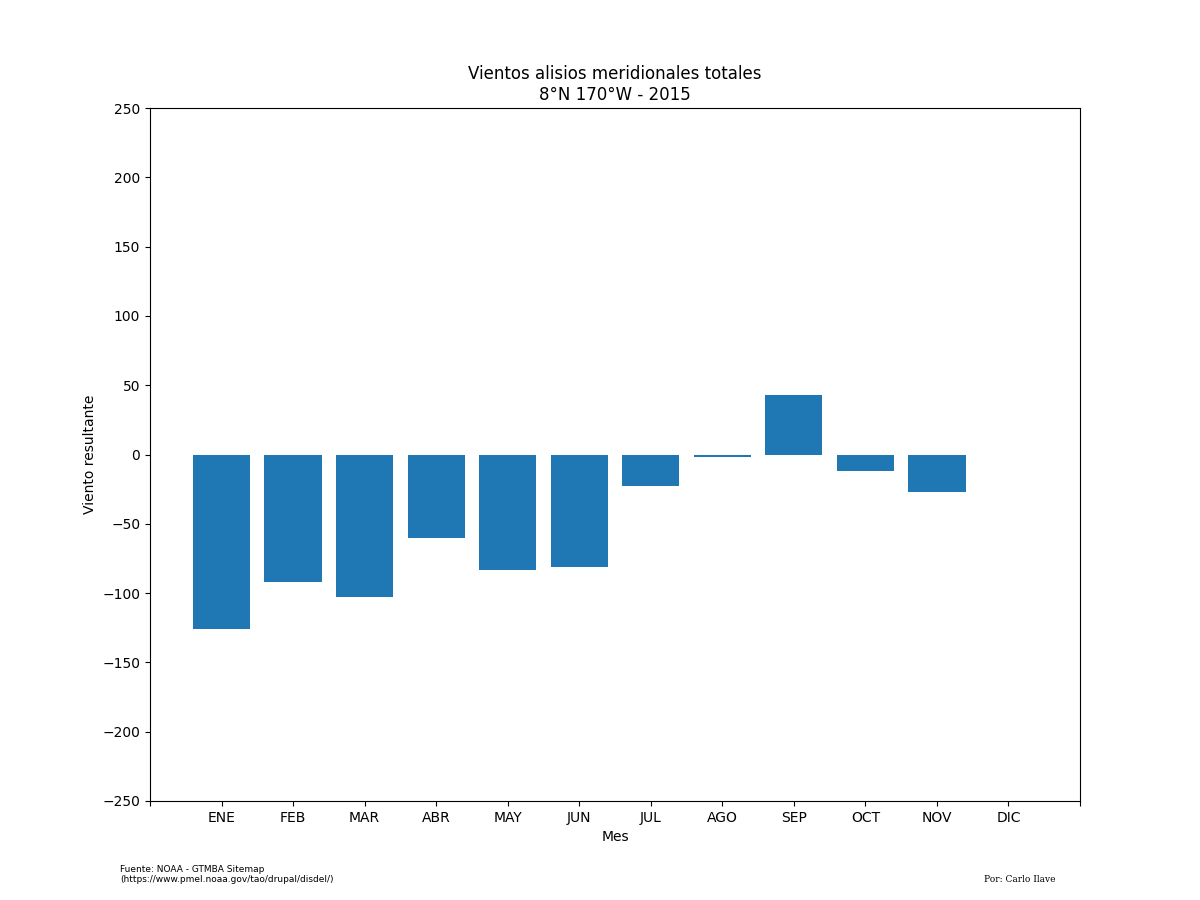 Vientos alisios meridionales totales
8°N 170°W - 2015
250
200
150
100
50
0
−50
−100
−150
−200
−250
Viento resultante
ENE FEB MAR ABR MAY JUN JUL AGO SEP OCT NOV DIC
Mes
Fuente: NOAA - GTMBA Sitemap
(https://www.pmel.noaa.gov/tao/drupal/disdel/)
Por: Carlo Ilave